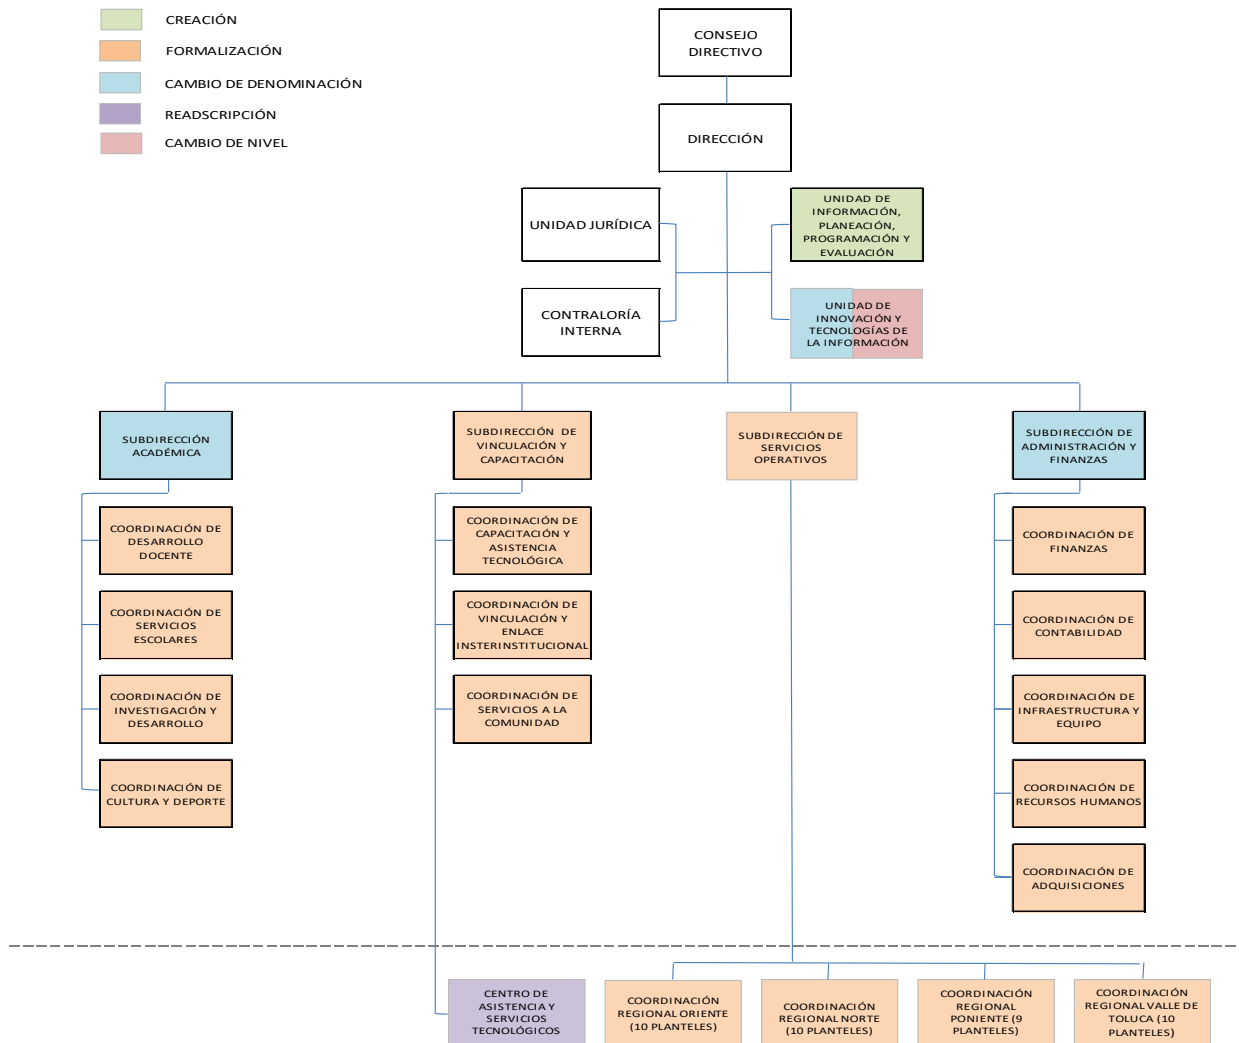 CREACIÓN
FORMALIZACIÓN
CAMBIO DE DENOMINACIÓN
READSCRIPCIÓN
CAMBIO DE NIVEL
CONSEJO
DIRECTIVO
DIRECCIÓN
UNIDAD JURÍDICA
UNIDAD DE
INFORMACIÓN,
PLANEACIÓN,
PROGRAMACIÓN Y
EVALUACIÓN
CONTRALORÍA
INTERNA
UNIDAD DE
INNOVACIÓN Y
TECNOLOGÍAS DE
LA INFORMACIÓN
SUBDIRECCIÓN
ACADÉMICA
SUBDIRECCIÓN DE
VINCULACIÓN Y
CAPACITACIÓN
SUBDIRECCIÓN DE
SERVICIOS
OPERATIVOS
SUBDIRECCIÓN DE
ADMINISTRACIÓN Y
FINANZAS
COORDINACIÓN DE
DESARROLLO
DOCENTE
COORDINACIÓN DE
SERVICIOS
ESCOLARES
COORDINACIÓN DE
INVESTIGACIÓN Y
DESARROLLO
COORDINACIÓN DE
CULTURA Y DEPORTE
COORDINACIÓN DE
CAPACITACIÓN Y
ASISTENCIA
TECNOLÓGICA
COORDINACIÓN DE
VINCULACIÓN Y
ENLACE
INSTERINSTITUCIONAL
COORDINACIÓN DE
SERVICIOS A LA
COMUNIDAD
COORDINACIÓN DE
FINANZAS
COORDINACIÓN DE
CONTABILIDAD
COORDINACIÓN DE
INFRAESTRUCTURA Y
EQUIPO
COORDINACIÓN DE
RECURSOS HUMANOS
COORDINACIÓN DE
ADQUISICIONES
CENTRO DE
ASISTENCIA Y
SERVICIOS
TECNOLÓGICOS
COORDINACIÓN
REGIONAL ORIENTE
(10 PLANTELES)
COORDINACIÓN
REGIONAL NORTE
(10 PLANTELES)
COORDINACIÓN
REGIONAL
PONIENTE (9
PLANTELES)
COORDINACIÓN
REGIONAL VALLE DE
TOLUCA (10
PLANTELES)